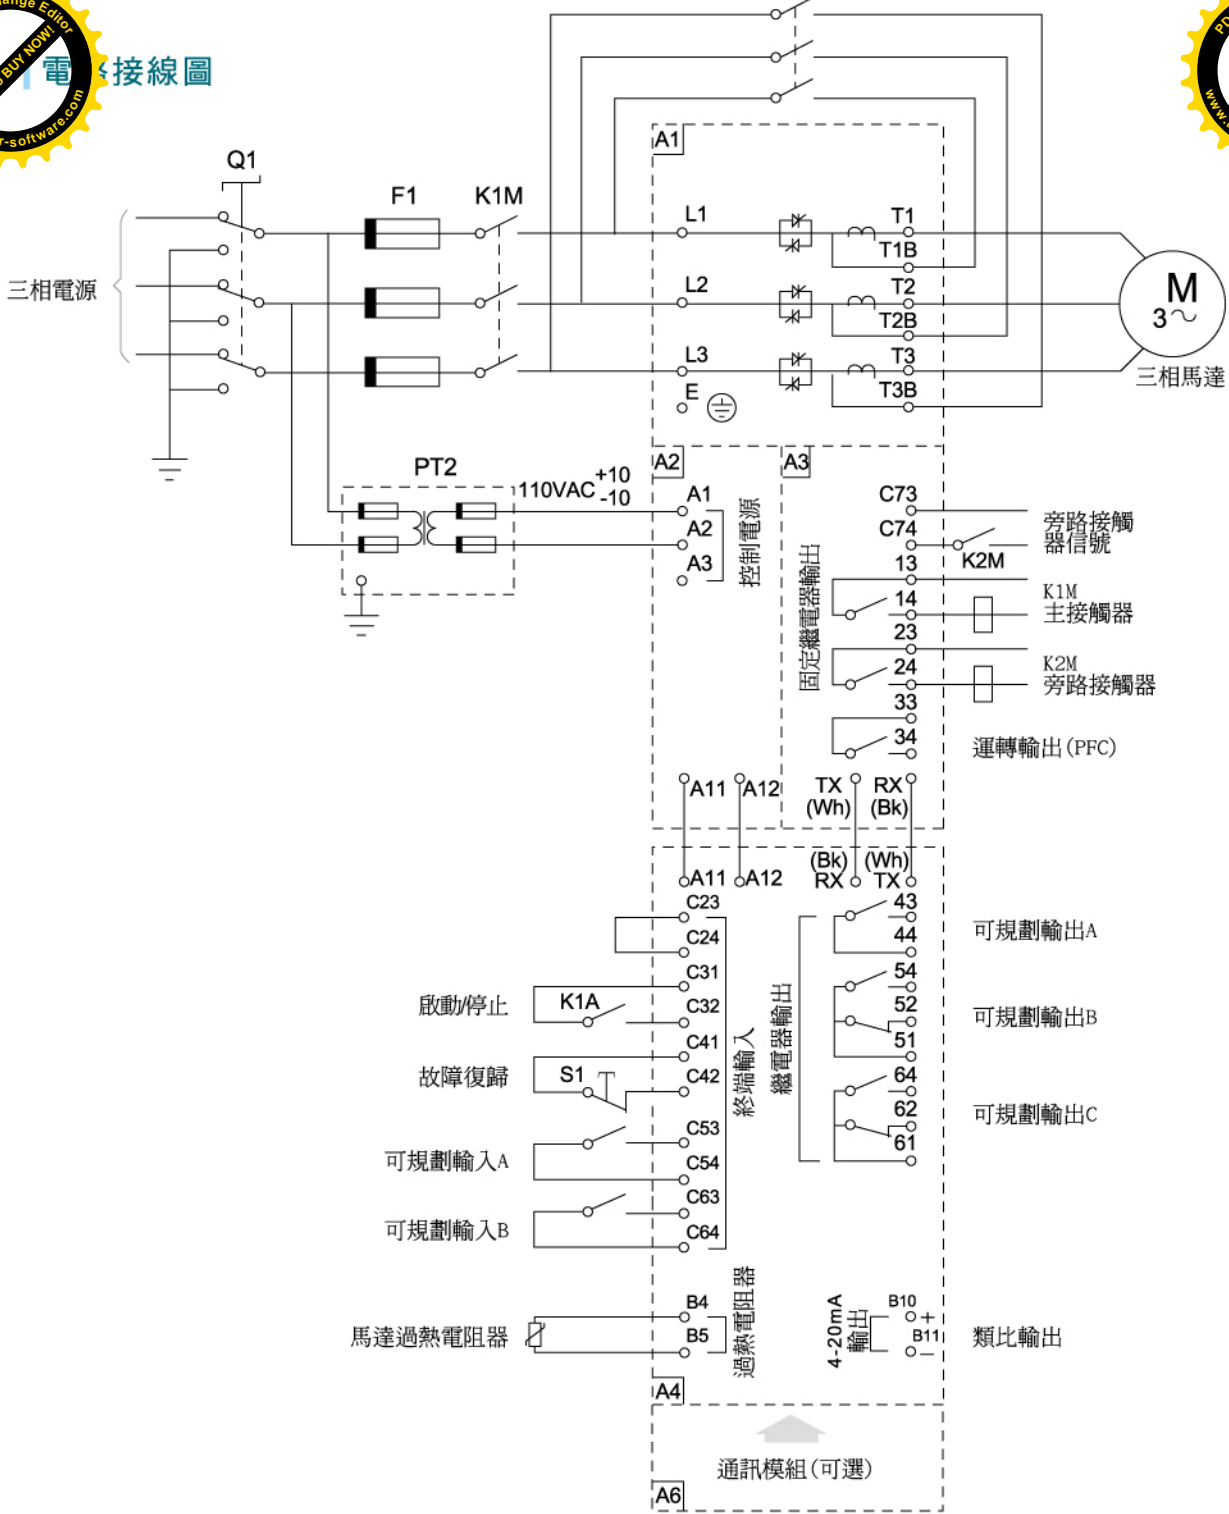 ange Editor
BUY NOW!
r-software.com
PD
www.
電路接線圖
A1
Q1
F1
K1M
L1
T1
T1B
三相電源
L2
T2
T2B
M
3～
L3
T3
三相馬達
E
T3B
PT2
A2
A3
110VAC +10 -10
A1
A2
A3
控制電源
固定繼電器輸出
C73
C74
旁路接觸
器信號
K2M
13
14
K1M
主接觸器
23
24
K2M
旁路接觸器
33
34
運轉輸出(PFC)
A11
A12
TX
(Wh)
RX
(Bk)
(Bk)
RX
(Wh)
TX
A11
A12
C23
C24
43
44
可規劃輸出A
啟動/停止
K1A
C31
C32
54
52
51
可規劃輸出B
故障復歸
S1
C41
C42
終端輸入
繼電器輸出
64
62
61
可規劃輸出C
可規劃輸入A
C53
C54
可規劃輸入B
C63
C64
馬達過熱電阻器
B4
B5
過熱電阻器
4-20mA
輸出
B10
+
B11
−
類比輸出
A4
通訊模組(可選)
A6